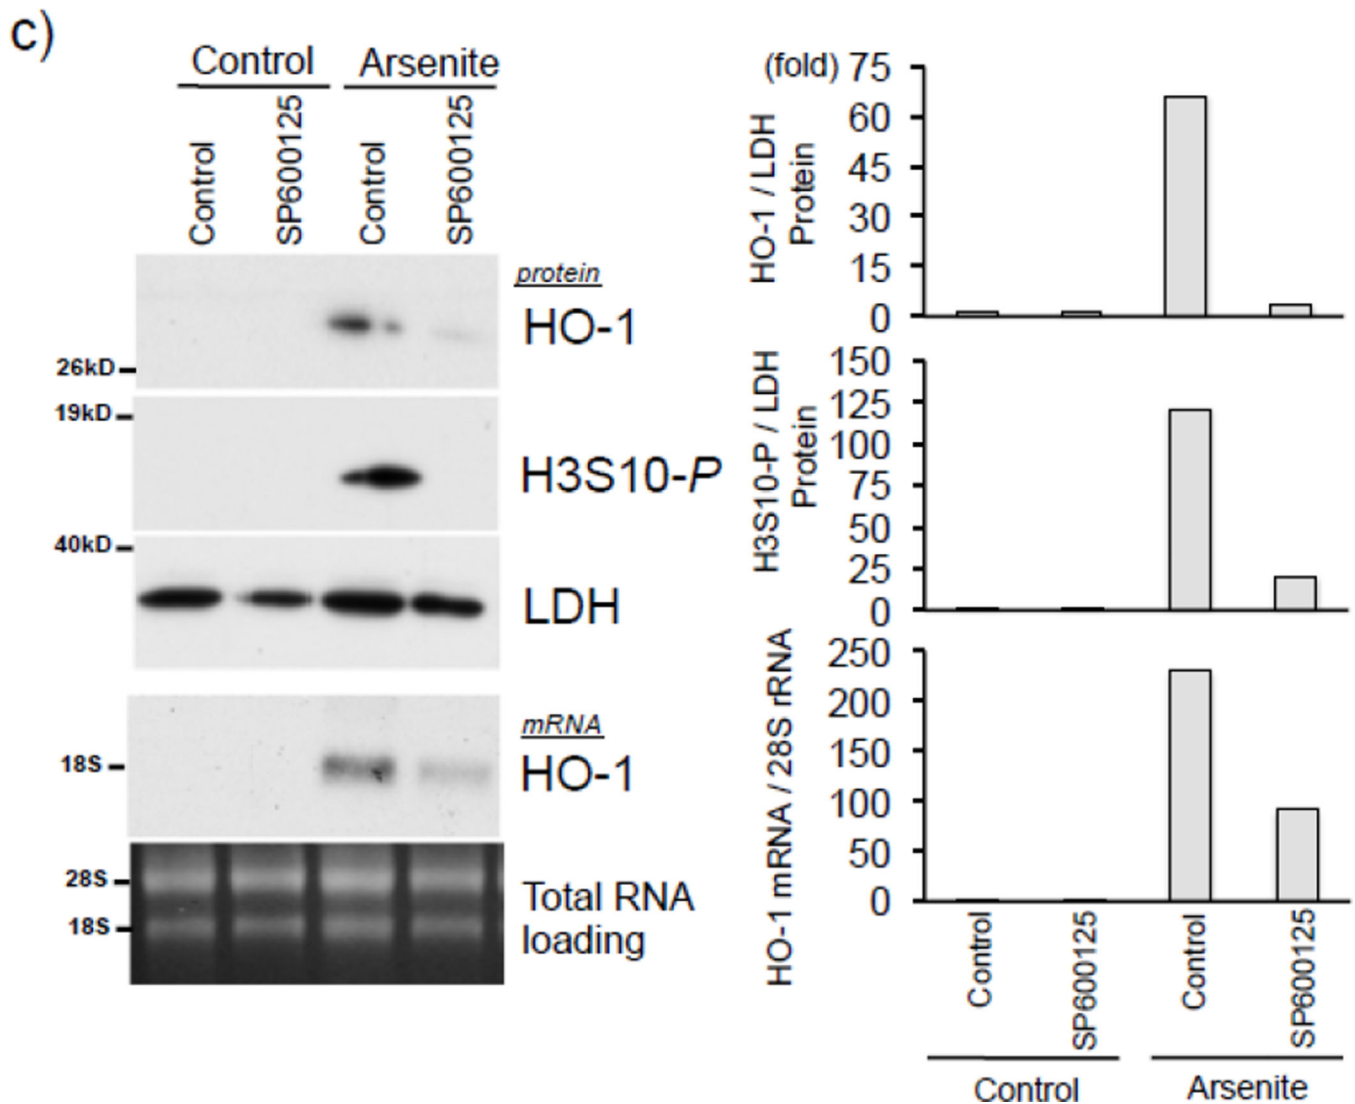 c)
Control Arsenite
Control SP600125 Control SP600125
protein
HO-1
26kD
19kD
H3S10-P
40kD
LDH
mRNA
18S
HO-1
28S
18S
Total RNA
loading
(fold)
75
60
45
30
15
0
HO-1 / LDH
Protein
150
125
100
75
50
25
0
H3S10-P / LDH
Protein
250
200
150
100
50
0
HO-1 mRNA / 28S rRNA
Control SP600125 Control SP600125
Control Arsenite